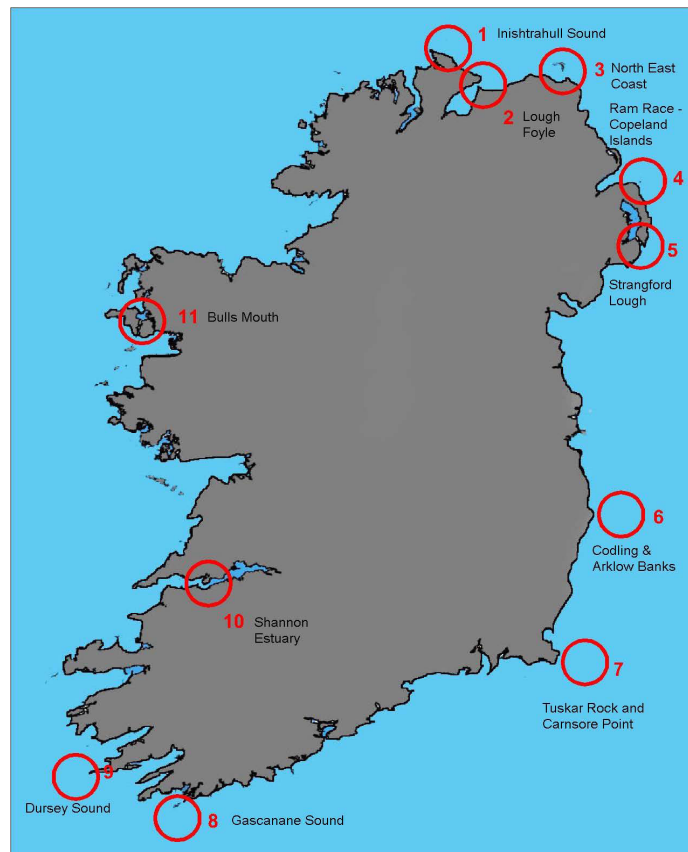 1
Inishtrahull Sound
3
North East
Coast
2
Lough
Foyle
Ram Race -
Copeland
Islands
4
5
Strangford
Lough
11
Bulls Mouth
6
Codling &
Arklow Banks
10
Shannon
Estuary
7
Tuskar Rock and
Carnsore Point
9
Dursey Sound
8
Gascanane Sound